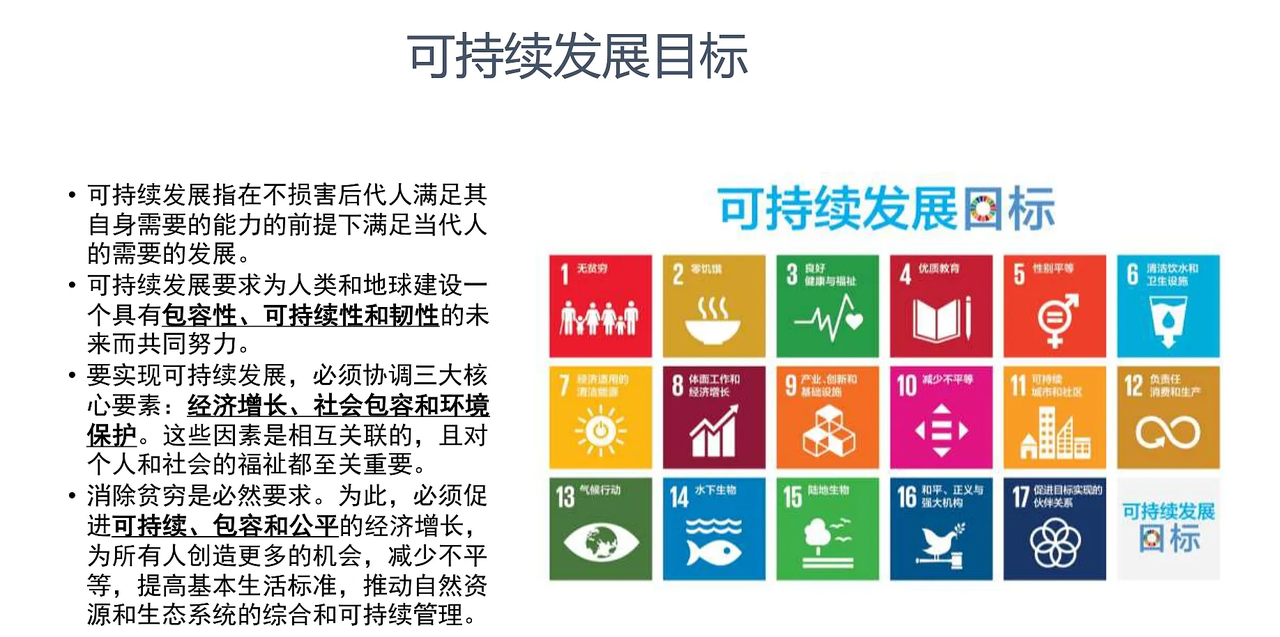 可持续发展目标
• 可持续发展指在不损害后代人满足其
自身需要的能力的前提下满足当代人
的需要的发展。
• 可持续发展要求为人类和地球建设一
个具有包容性、可持续性和韧性的未
来而共同努力。
• 要实现可持续发展，必须协调三大核
心要素：经济增长、社会包容和环境
保护。这些因素是相互关联的，且对
个人和社会的福祉都至关重要。
• 消除贫穷是必然要求。为此，必须促
进可持续、包容和公平的经济增长，
为所有人创造更多的机会，减少不平
等，提高基本生活标准，推动自然资
源和生态系统的综合和可持续管理。
可持续发展目标
1 无贫穷
2 零饥饿
3 良好
健康与福祉
4 优质教育
5 性别平等
6 清洁饮水和
卫生设施
7 经济适用的
清洁能源
8 体面工作和
经济增长
9 产业、创新和
基础设施
10 减少不平等
11 可持续
城市和社区
12 负责任
消费和生产
13 气候行动
14 水下生物
15 陆地生物
16 和平、正义与
强大机构
17 促进目标实现的
伙伴关系
可持续发展
目标